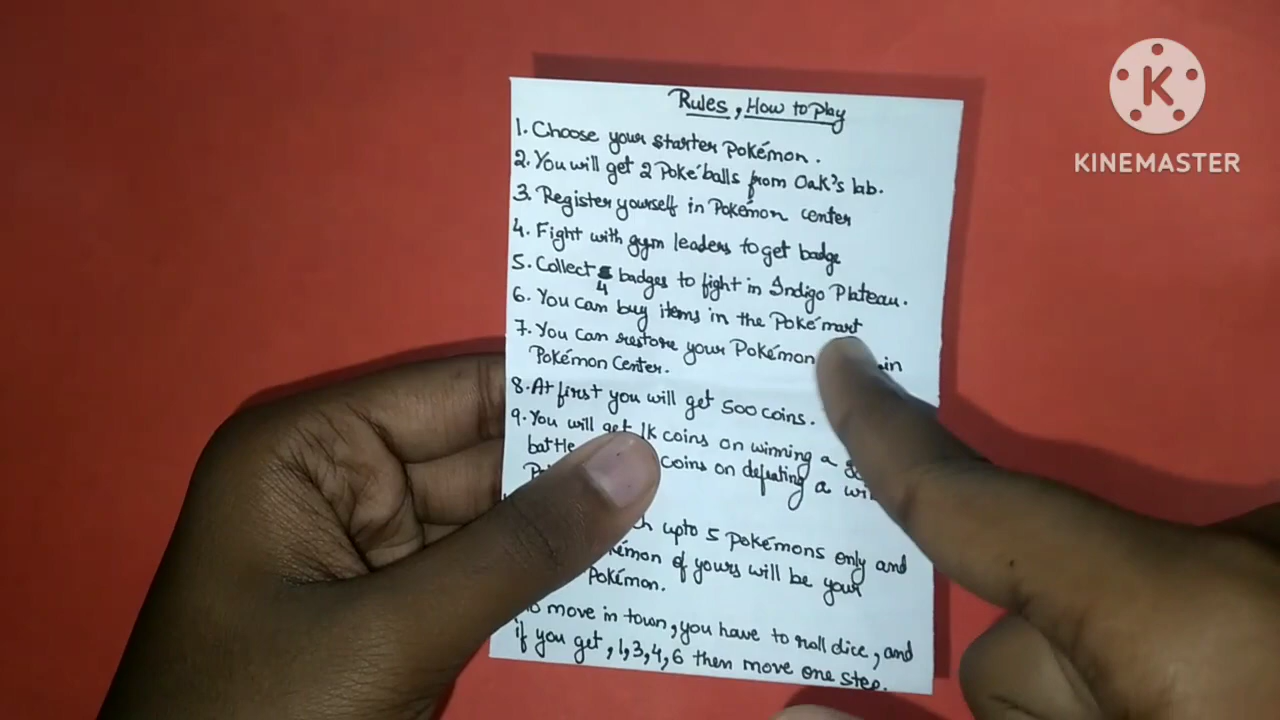 Rules, How to play
1. Choose your starter Pokémon.
2. You will get 2 Poké balls from Oak's lab.
3. Register yourself in Pokémon center
4. Fight with gym leaders to get badge
5. Collect 4 badges to fight in Indigo Plateau.
6. You can buy items in the Poké mart
7. You can restore your Pokémon in
Pokémon Center.
8. At first you will get 500 coins.
9. You will get 1K coins on winning a
battle coins on defeating a
upto 5 Pokémons only and
of yours will be your
Pokémon.
move in town, you have to roll dice, and
if you get, 1,3,4,6 then move one step.
K
KINEMASTER